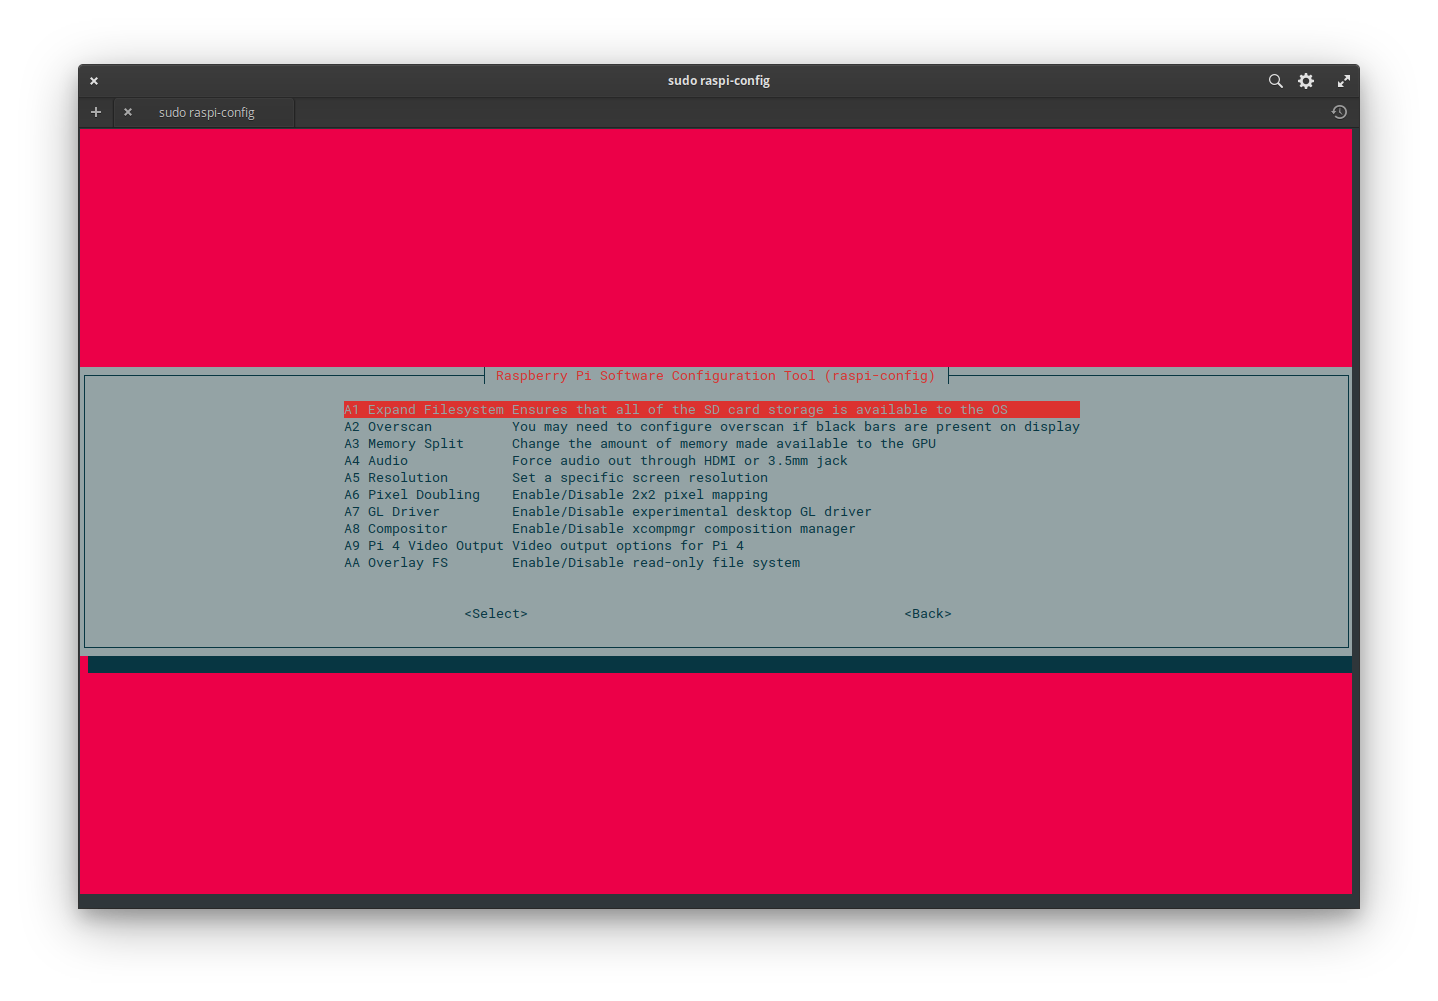 sudo raspi-config
sudo raspi-config
Raspberry Pi Software Configuration Tool (raspi-config)
A1 Expand Filesystem Ensures that all of the SD card storage is available to the OS
A2 Overscan You may need to configure overscan if black bars are present on display
A3 Memory Split Change the amount of memory made available to the GPU
A4 Audio Force audio out through HDMI or 3.5mm jack
A5 Resolution Set a specific screen resolution
A6 Pixel Doubling Enable/Disable 2x2 pixel mapping
A7 GL Driver Enable/Disable experimental desktop GL driver
A8 Compositor Enable/Disable xcompmgr composition manager
A9 Pi 4 Video Output Video output options for Pi 4
AA Overlay FS Enable/Disable read-only file system
<Select> <Back>